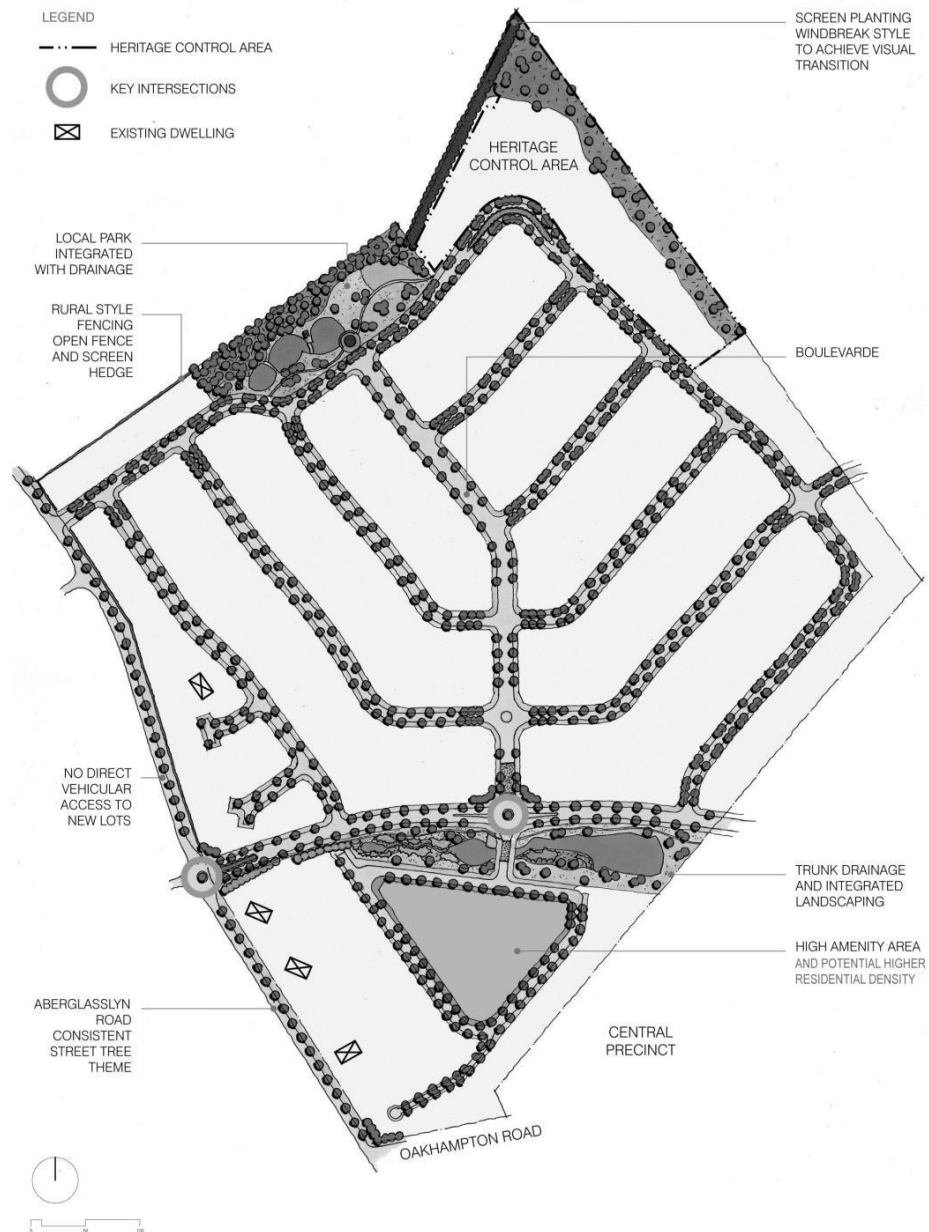 LEGEND
HERITAGE CONTROL AREA
KEY INTERSECTIONS
EXISTING DWELLING
SCREEN PLANTING
WINDBREAK STYLE
TO ACHIEVE VISUAL
TRANSITION
HERITAGE
CONTROL AREA
LOCAL PARK
INTEGRATED
WITH DRAINAGE
RURAL STYLE
FENCING
OPEN FENCE
AND SCREEN
HEDGE
BOULEVARDE
NO DIRECT
VEHICULAR
ACCESS TO
NEW LOTS
TRUNK DRAINAGE
AND INTEGRATED
LANDSCAPING
HIGH AMENITY AREA
AND POTENTIAL HIGHER
RESIDENTIAL DENSITY
ABERGLASSLYN
ROAD
CONSISTENT
STREET TREE
THEME
CENTRAL
PRECINCT
OAKHAMPTON ROAD